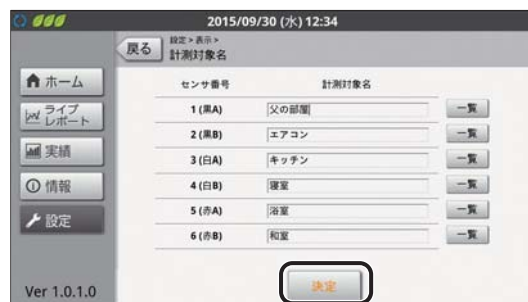 2015/09/30 (水) 12:34
戻る
設定 > 表示 >
計測対象名
ホーム
ライブ
レポート
実績
情報
設定
Ver 1.0.1.0
センサ番号 計測対象名
1 (黒A) 父の部屋 一覧
2 (黒B) エアコン 一覧
3 (白A) キッチン 一覧
4 (白B) 寝室 一覧
5 (赤A) 浴室 一覧
6 (赤B) 和室 一覧
決定